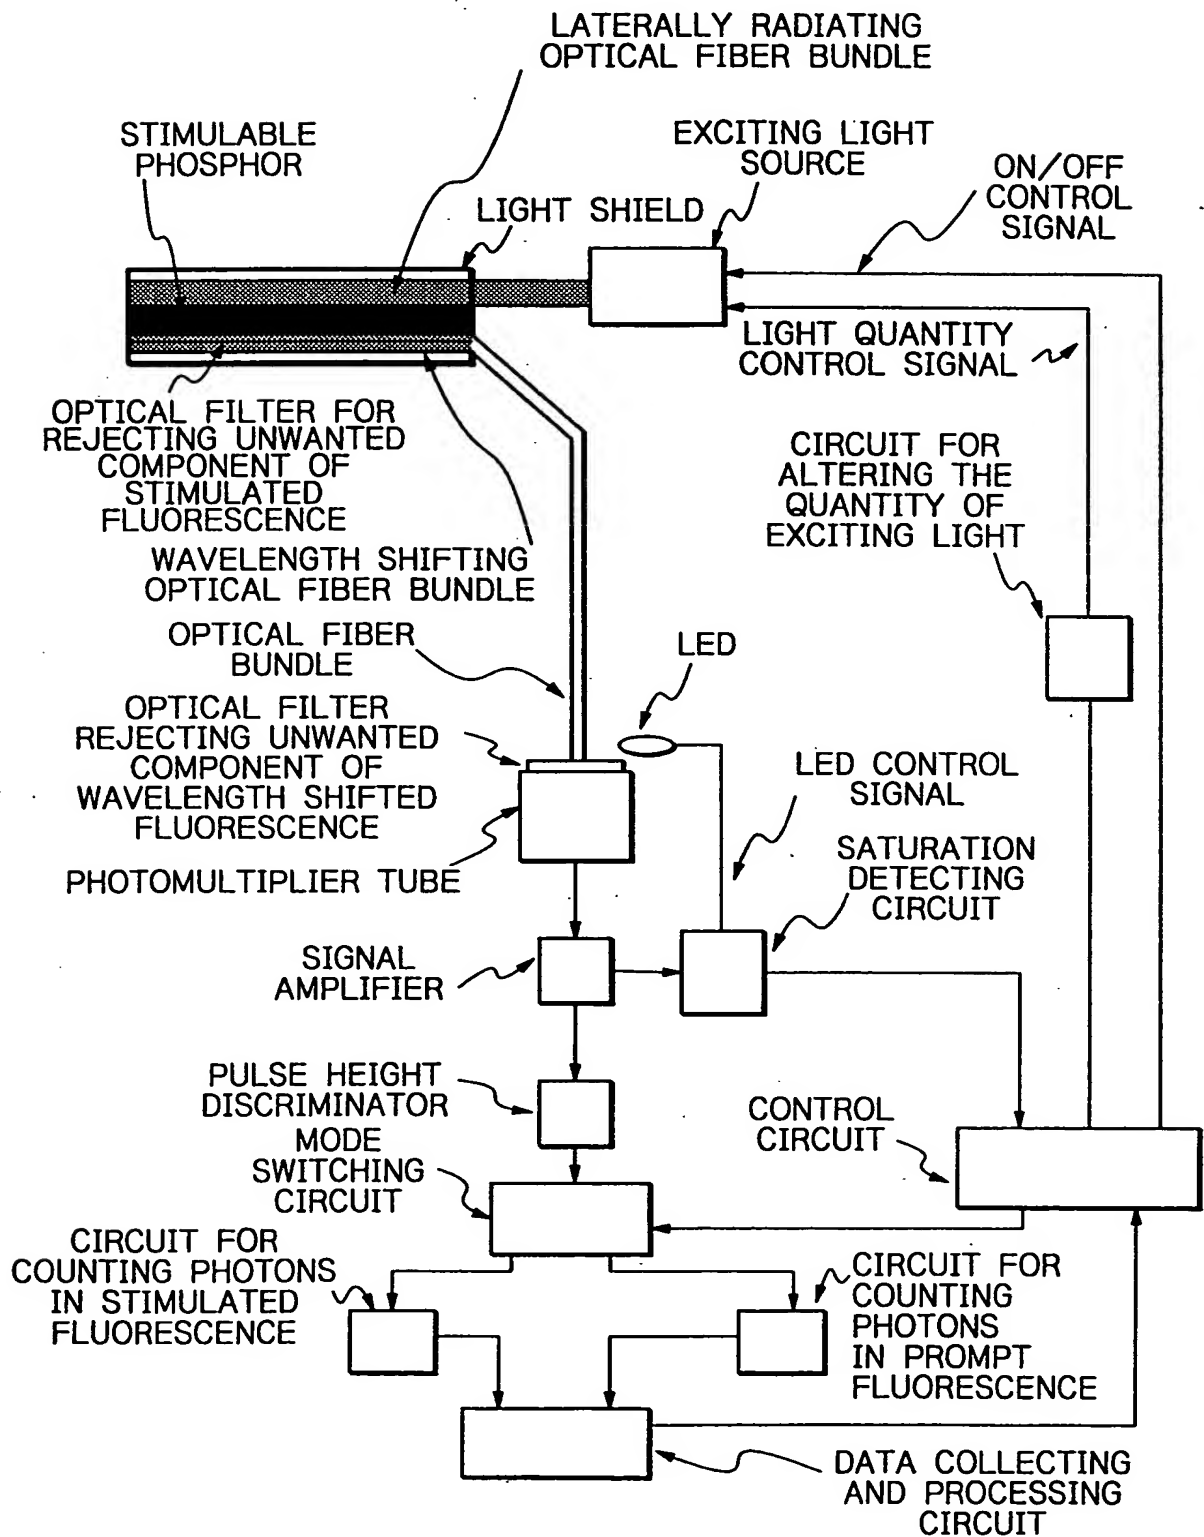 LATERALLY RADIATING
OPTICAL FIBER BUNDLE
STIMULABLE
PHOSPHOR
EXCITING LIGHT
SOURCE
ON/OFF
CONTROL
SIGNAL
LIGHT SHIELD
LIGHT QUANTITY
CONTROL SIGNAL
OPTICAL FILTER FOR
REJECTING UNWANTED
COMPONENT OF
STIMULATED
FLUORESCENCE
CIRCUIT FOR
ALTERING THE
QUANTITY OF
EXCITING LIGHT
WAVELENGTH SHIFTING
OPTICAL FIBER BUNDLE
OPTICAL FIBER
BUNDLE
LED
OPTICAL FILTER
REJECTING UNWANTED
COMPONENT OF
WAVELENGTH SHIFTED
FLUORESCENCE
LED CONTROL
SIGNAL
PHOTOMULTIPLIER TUBE
SATURATION
DETECTING
CIRCUIT
SIGNAL
AMPLIFIER
PULSE HEIGHT
DISCRIMINATOR
CONTROL
CIRCUIT
MODE
SWITCHING
CIRCUIT
CIRCUIT FOR
COUNTING PHOTONS
IN STIMULATED
FLUORESCENCE
CIRCUIT FOR
COUNTING
PHOTONS
IN PROMPT
FLUORESCENCE
DATA COLLECTING
AND PROCESSING
CIRCUIT